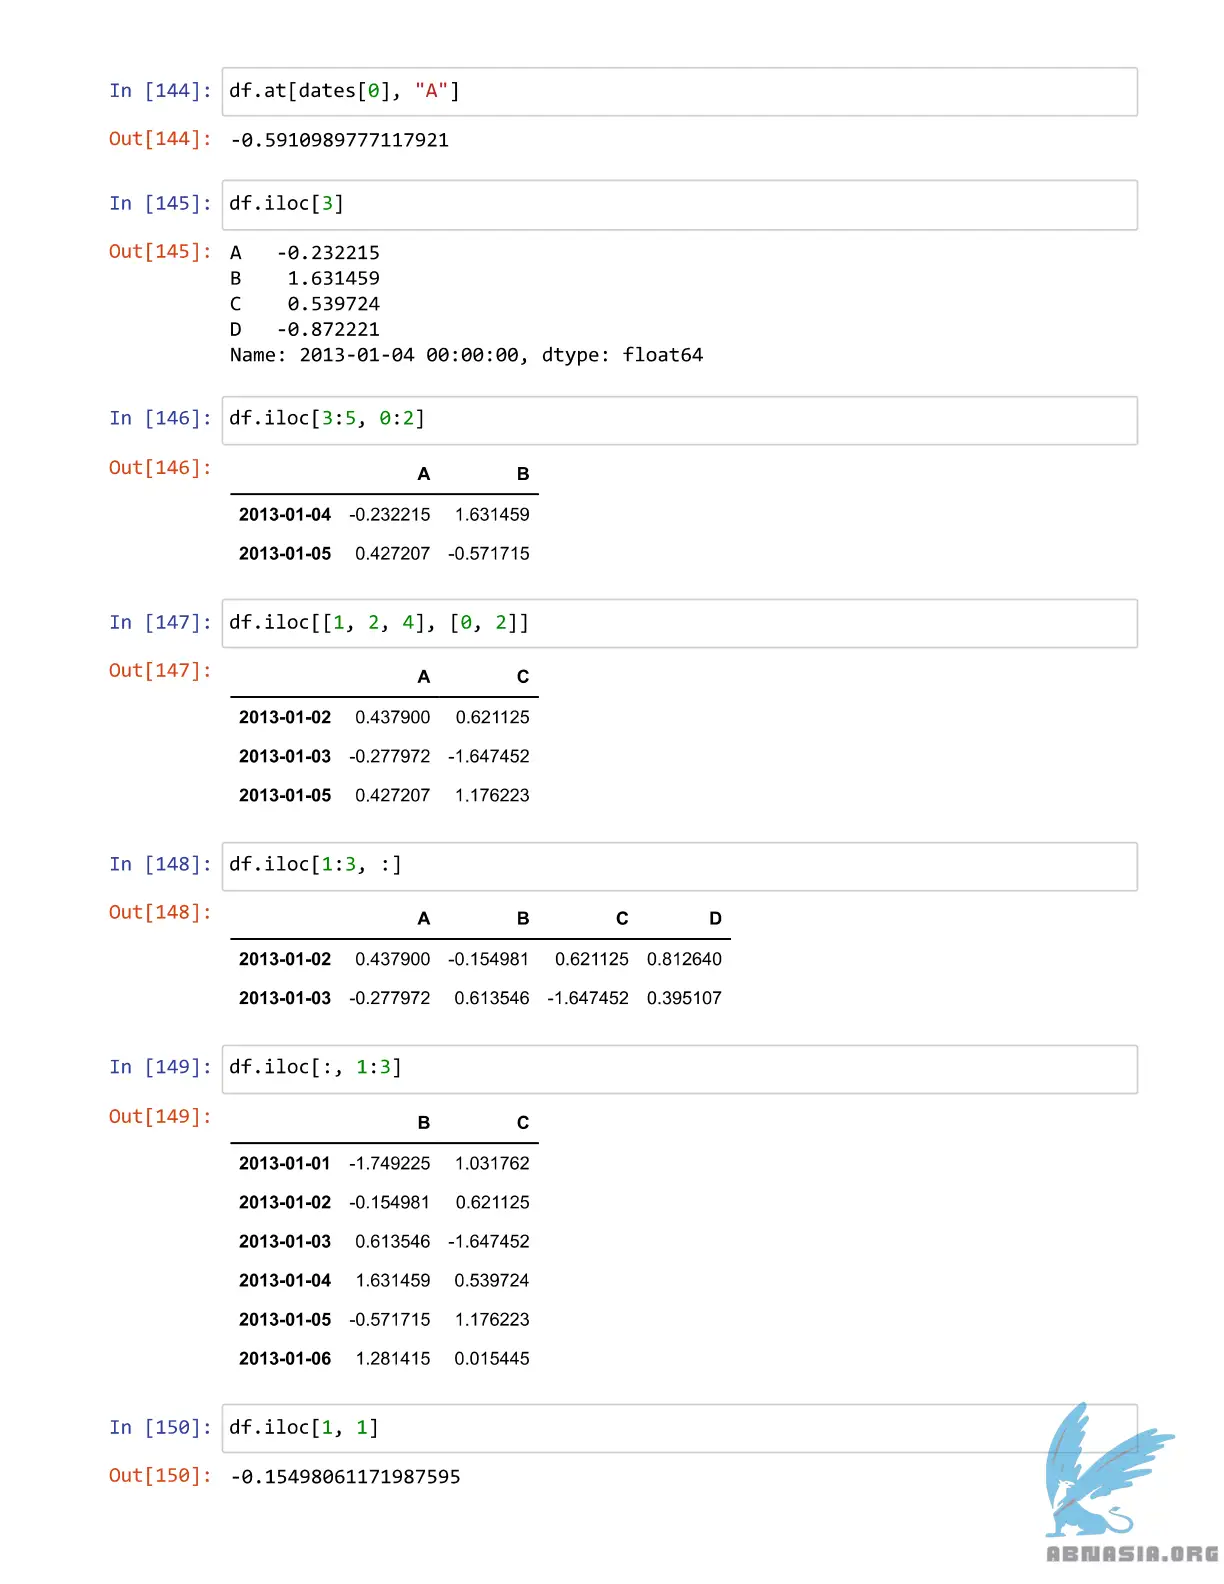 In [144]: df.at[dates[0], "A"]
Out[144]: -0.5910989777117921
In [145]: df.iloc[3]
Out[145]: A -0.232215
B 1.631459
C 0.539724
D -0.872221
Name: 2013-01-04 00:00:00, dtype: float64
In [146]: df.iloc[3:5, 0:2]
Out[146]:
A B
2013-01-04 -0.232215 1.631459
2013-01-05 0.427207 -0.571715
In [147]: df.iloc[[1, 2, 4], [0, 2]]
Out[147]:
A C
2013-01-02 0.437900 0.621125
2013-01-03 -0.277972 -1.647452
2013-01-05 0.427207 1.176223
In [148]: df.iloc[1:3, :]
Out[148]:
A B C D
2013-01-02 0.437900 -0.154981 0.621125 0.812640
2013-01-03 -0.277972 0.613546 -1.647452 0.395107
In [149]: df.iloc[:, 1:3]
Out[149]:
B C
2013-01-01 -1.749225 1.031762
2013-01-02 -0.154981 0.621125
2013-01-03 0.613546 -1.647452
2013-01-04 1.631459 0.539724
2013-01-05 -0.571715 1.176223
2013-01-06 1.281415 0.015445
In [150]: df.iloc[1, 1]
Out[150]: -0.15498061171987595
ABNASIA.ORG